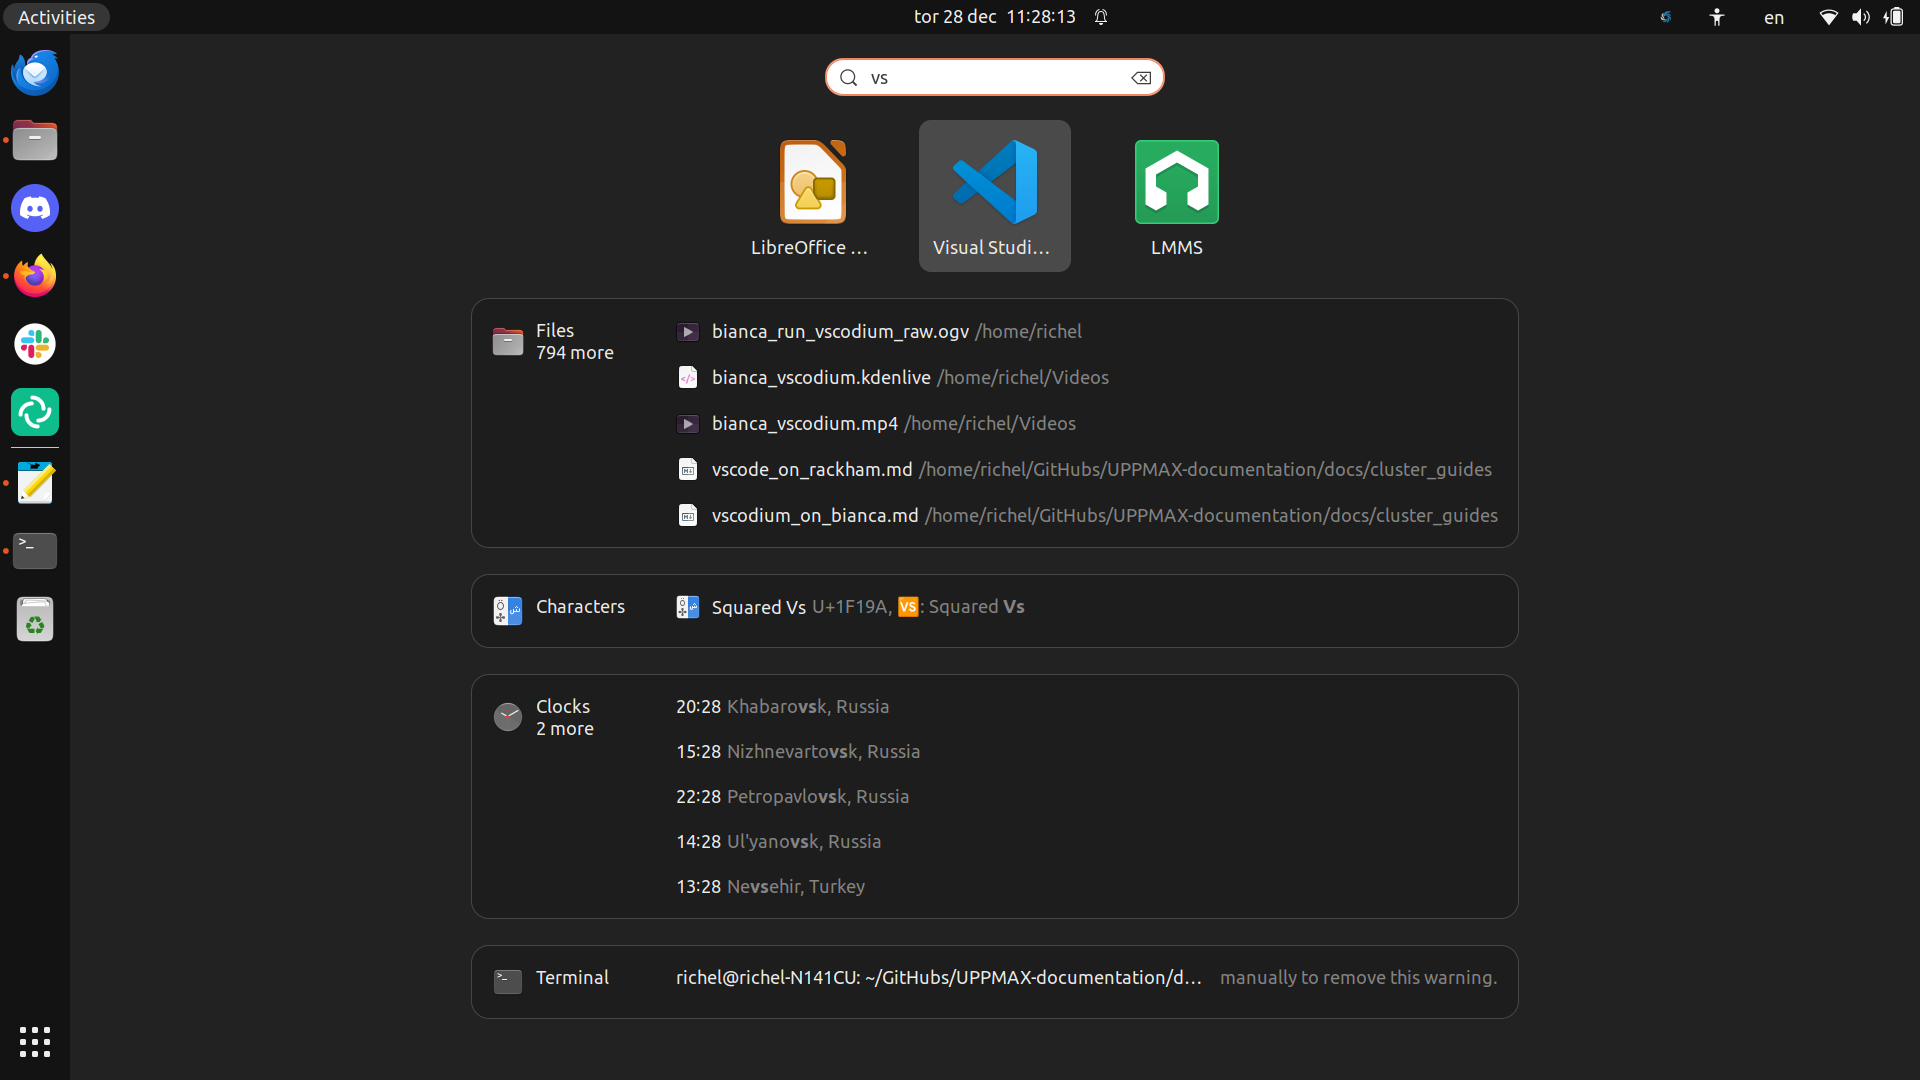 Activities
tor 28 dec 11:28:13
en
vs
LibreOffice ...
Visual Studi...
LMMS
Files
794 more
bianca_run_vscodium_raw.ogv /home/richel
bianca_vscodium.kdenlive /home/richel/Videos
bianca_vscodium.mp4 /home/richel/Videos
vscode_on_rackham.md /home/richel/GitHubs/UPPMAX-documentation/docs/cluster_guides
vscodium_on_bianca.md /home/richel/GitHubs/UPPMAX-documentation/docs/cluster_guides
Characters
Squared Vs U+1F19A, 🆚: Squared Vs
Clocks
2 more
20:28 Khabarovsk, Russia
15:28 Nizhnevartovsk, Russia
22:28 Petropavlovsk, Russia
14:28 Ul'yanovsk, Russia
13:28 Nevsehir, Turkey
Terminal
richel@richel-N141CU: ~/GitHubs/UPPMAX-documentation/d... manually to remove this warning.